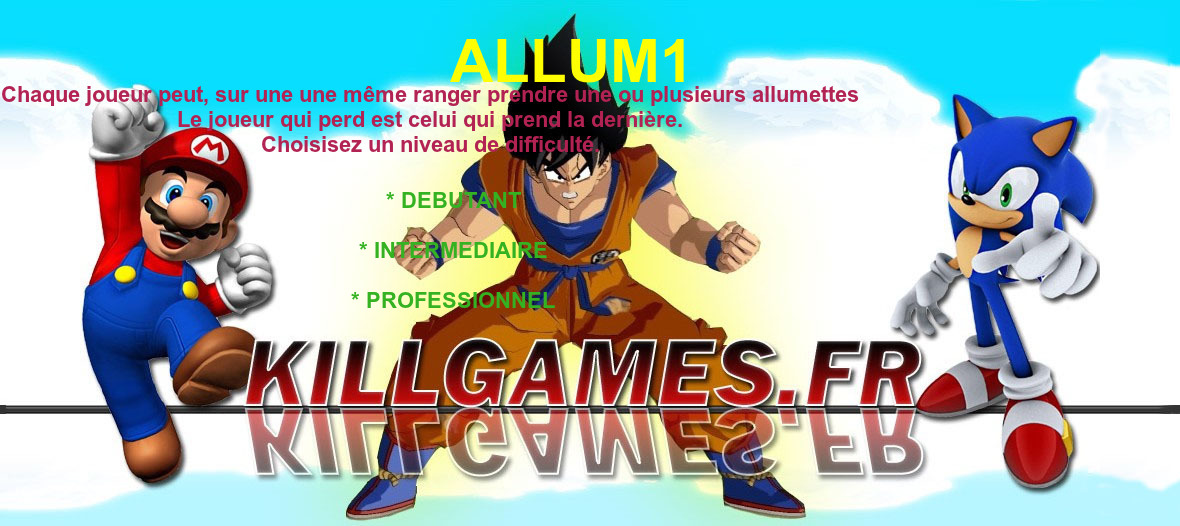 ALLUM1
Chaque joueur peut, sur une une même ranger prendre une ou plusieurs allumettes
Le joueur qui perd est celui qui prend la dernière.
Choisisez un niveau de difficulté.
* DEBUTANT
* INTERMEDIAIRE
* PROFESSIONNEL
KILLGAMES.FR